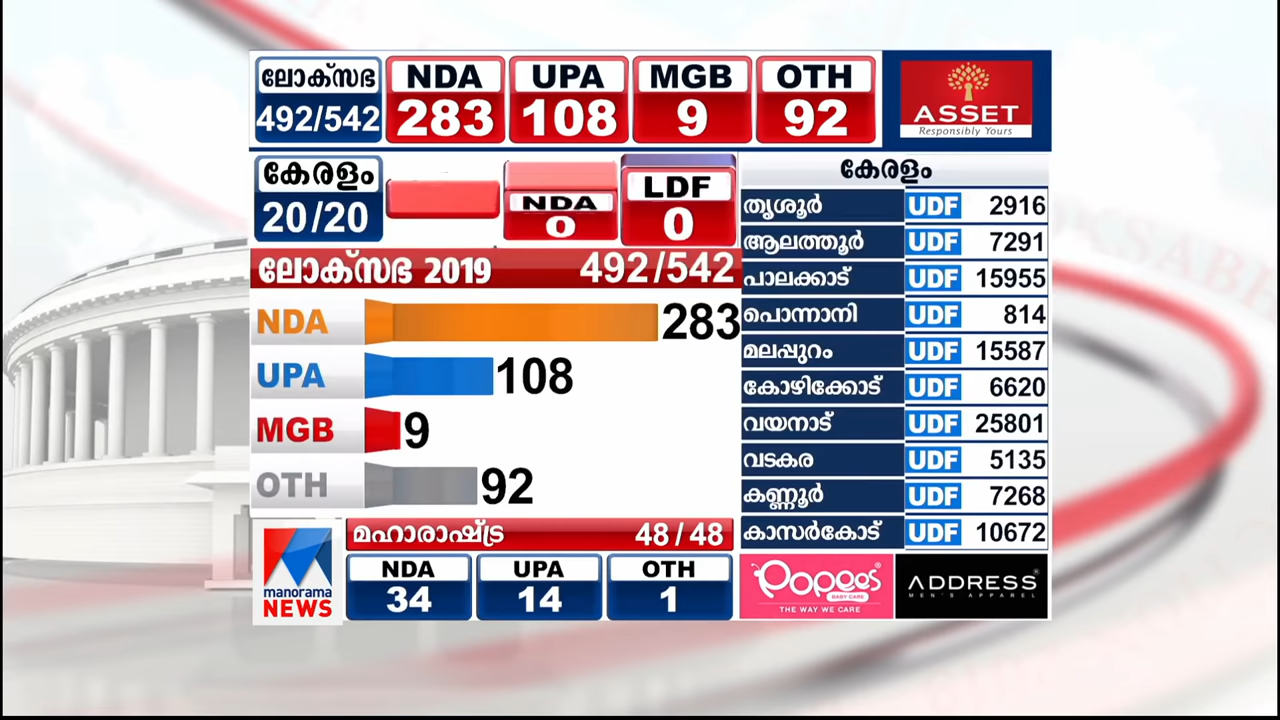 ലോക്സഭ NDA UPA MGB OTH
492/542 283 108 9 92
ASSET
Responsibly Yours
കേരളം
20/20
NDA
0
LDF
0
ലോക്സഭ 2019 492/542
NDA 283
UPA 108
MGB 9
OTH 92
കേരളം
തൃശൂർ UDF 2916
ആലത്തൂർ UDF 7291
പാലക്കാട് UDF 15955
പൊന്നാനി UDF 814
മലപ്പുറം UDF 15587
കോഴിക്കോട് UDF 6620
വയനാട് UDF 25801
വടകര UDF 5135
കണ്ണൂർ UDF 7268
കാസർകോട് UDF 10672
manorama
NEWS
മഹാരാഷ്ട്ര 48/48
NDA UPA OTH
34 14 1
Popees®
BABY CARE
THE WAY WE CARE
ADDRESS®
MEN'S APPAREL